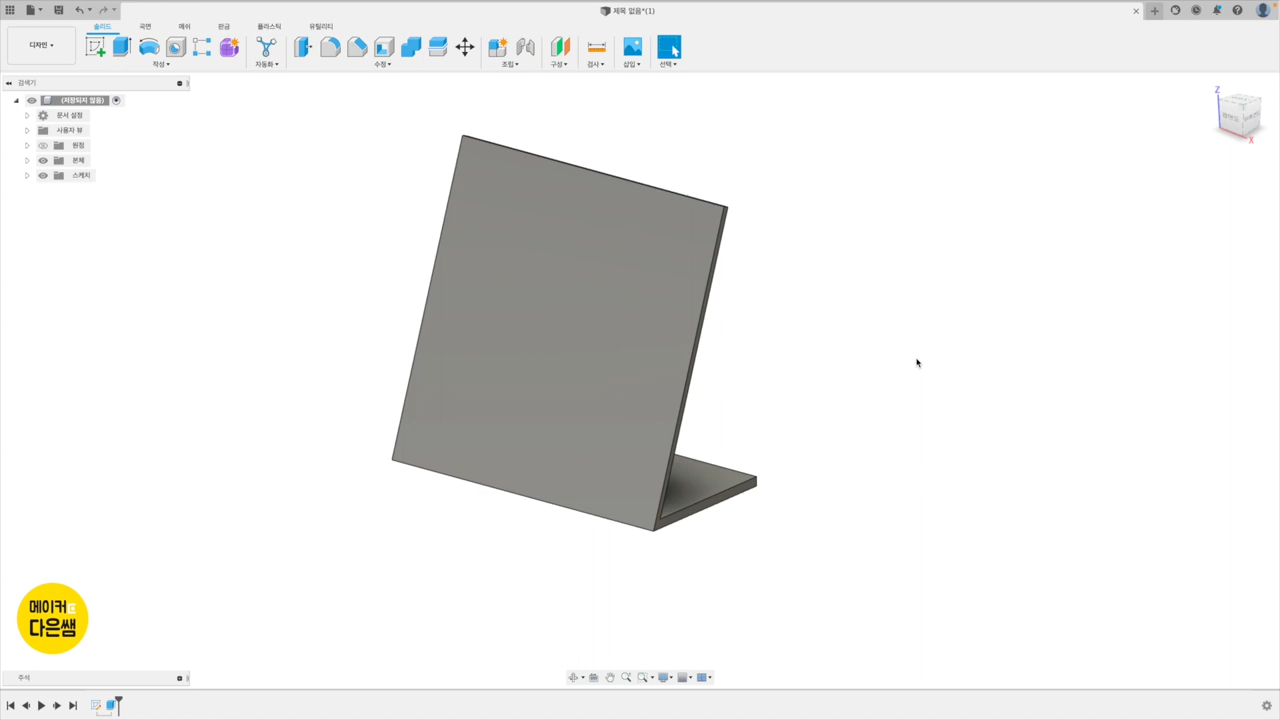 제목 없음*(1)
디자인
솔리드
곡면
메쉬
판금
플라스틱
유틸리티
작성
자동화
수정
조립
구성
검사
삽입
선택
검색기
(저장되지 않음)
문서 설정
사용자 뷰
원점
본체
스케치
Z
X
메이커
다은쌤
주석